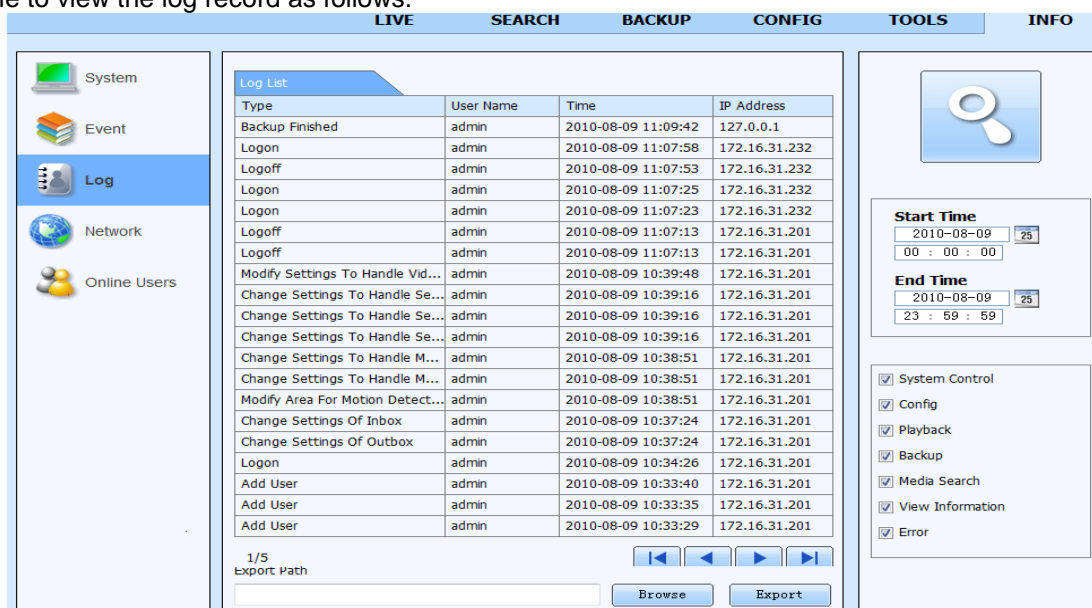 le to view the log record as follows:
LIVE SEARCH BACKUP CONFIG TOOLS INFO
System
Event
Log
Network
Online Users
Log List
Type User Name Time IP Address
Backup Finished admin 2010-08-09 11:09:42 127.0.0.1
Logon admin 2010-08-09 11:07:58 172.16.31.232
Logoff admin 2010-08-09 11:07:53 172.16.31.232
Logon admin 2010-08-09 11:07:25 172.16.31.232
Logon admin 2010-08-09 11:07:23 172.16.31.232
Logoff admin 2010-08-09 11:07:13 172.16.31.201
Logoff admin 2010-08-09 11:07:13 172.16.31.201
Modify Settings To Handle Vid... admin 2010-08-09 10:39:48 172.16.31.201
Change Settings To Handle Se... admin 2010-08-09 10:39:16 172.16.31.201
Change Settings To Handle Se... admin 2010-08-09 10:39:16 172.16.31.201
Change Settings To Handle Se... admin 2010-08-09 10:39:16 172.16.31.201
Change Settings To Handle M... admin 2010-08-09 10:38:51 172.16.31.201
Change Settings To Handle M... admin 2010-08-09 10:38:51 172.16.31.201
Modify Area For Motion Detect... admin 2010-08-09 10:38:51 172.16.31.201
Change Settings Of Inbox admin 2010-08-09 10:37:24 172.16.31.201
Change Settings Of Outbox admin 2010-08-09 10:37:24 172.16.31.201
Logon admin 2010-08-09 10:34:26 172.16.31.201
Add User admin 2010-08-09 10:33:40 172.16.31.201
Add User admin 2010-08-09 10:33:35 172.16.31.201
Add User admin 2010-08-09 10:33:29 172.16.31.201
1/5
Export Path
Browse Export
Start Time
2010-08-09 25
00 : 00 : 00
End Time
2010-08-09 25
23 : 59 : 59
System Control
Config
Playback
Backup
Media Search
View Information
Error